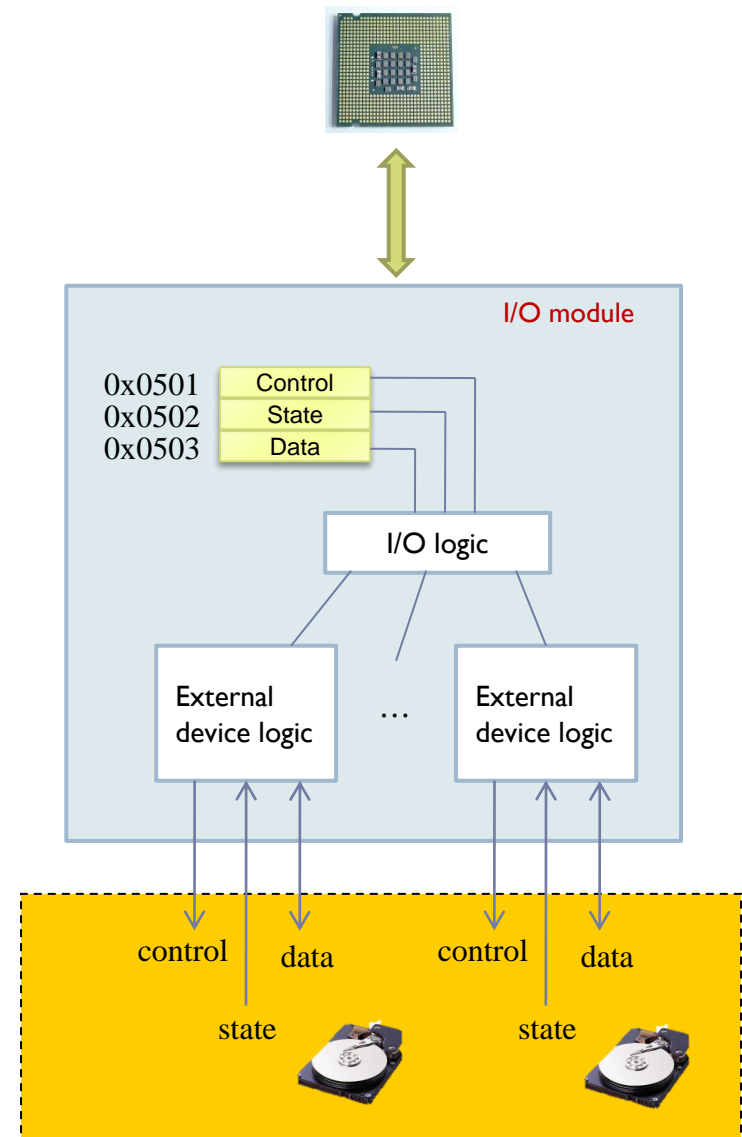 I/O module
0x0501 Control
0x0502 State
0x0503 Data
I/O logic
External
device logic
...
External
device logic
control
data
control
data
state
state